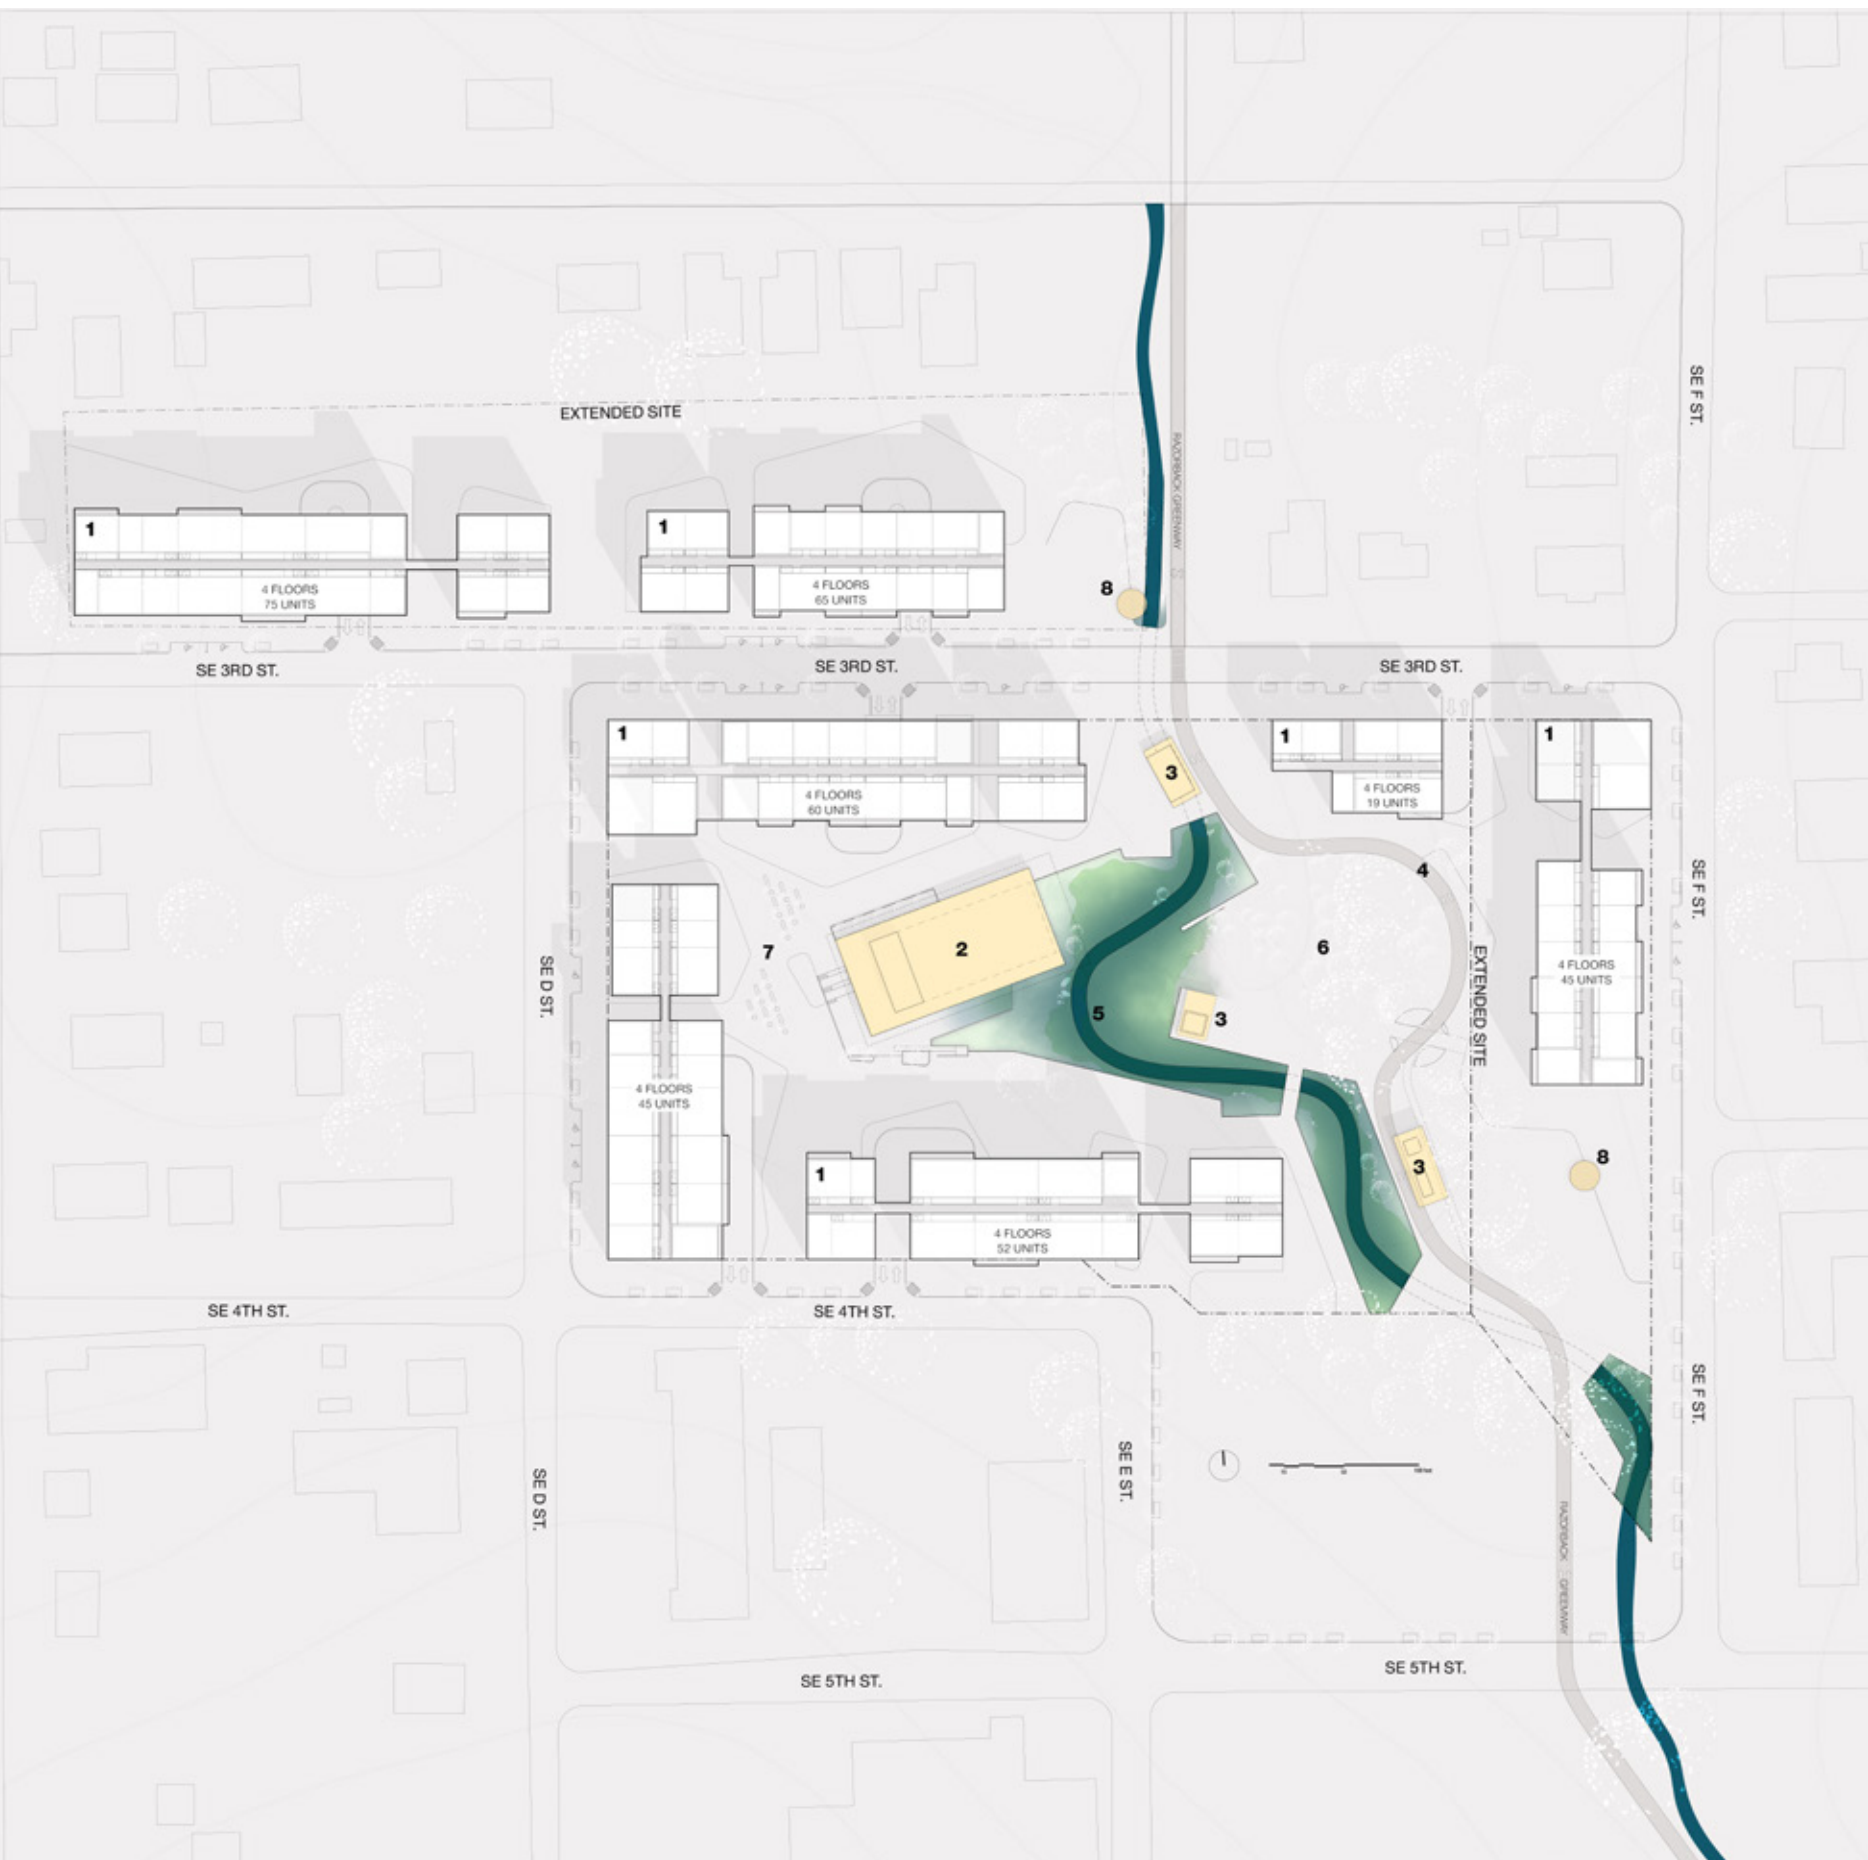 SE F ST.
EXTENDED SITE
RAZORBACK GREENWAY
1
1
4 FLOORS
75 UNITS
4 FLOORS
65 UNITS
8
SE 3RD ST.
SE 3RD ST.
SE 3RD ST.
1
1
1
3
4 FLOORS
60 UNITS
4 FLOORS
19 UNITS
4
SE F ST.
7
2
6
SE D ST.
EXTENDED SITE
4 FLOORS
45 UNITS
5
3
4 FLOORS
45 UNITS
1
3
8
4 FLOORS
52 UNITS
SE 4TH ST.
SE 4TH ST.
SE F ST.
SE D ST.
SE E ST.
RAZORBACK GREENWAY
SE 5TH ST.
SE 5TH ST.